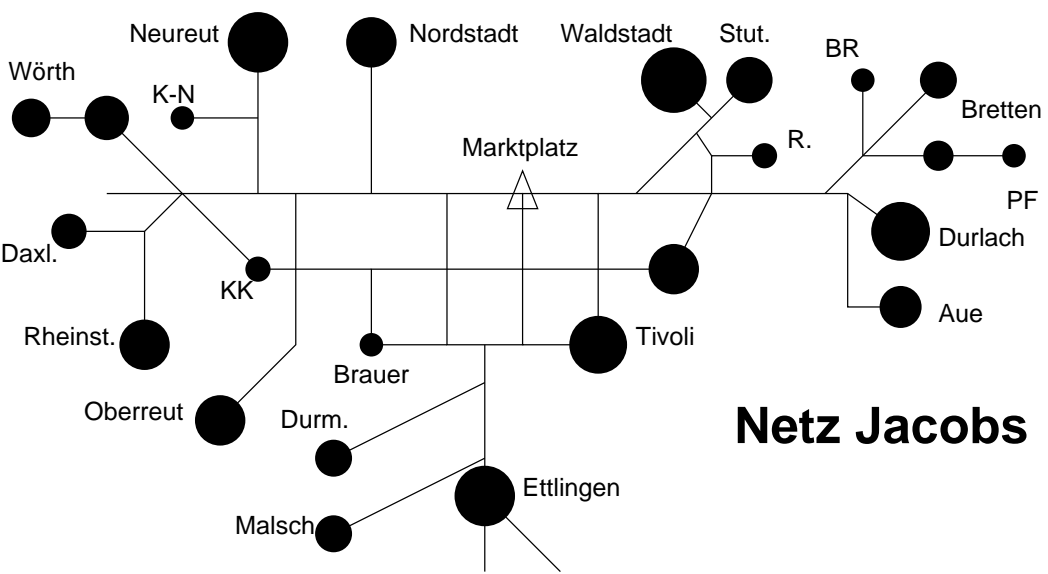 Neureut
Nordstadt
Waldstadt
Stut.
BR
Wörth
K-N
Bretten
Marktplatz
R.
PF
Daxl.
Durlach
KK
Rheinst.
Tivoli
Aue
Brauer
Oberreut
Durm.
Netz Jacobs
Ettlingen
Malsch